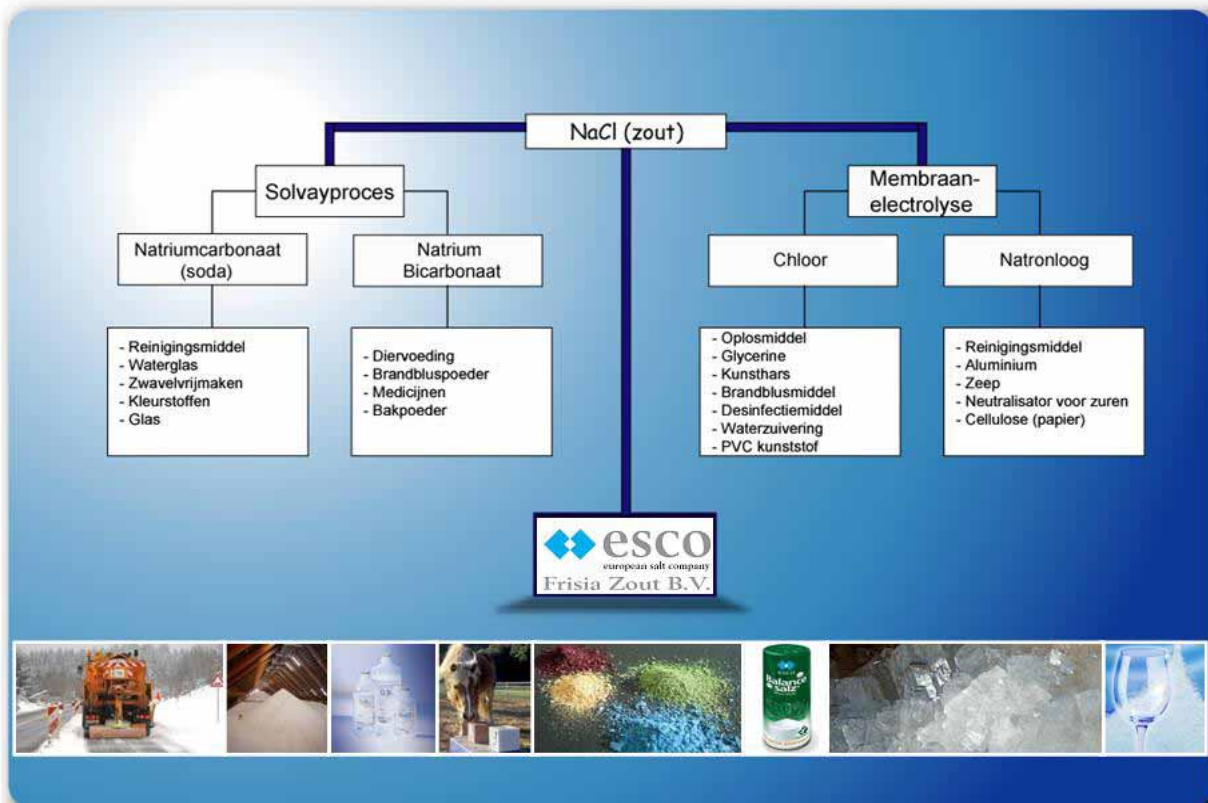 NaCl (zout)
Solvayproces
Membraan-
electrolyse
Natriumcarbonaat
(soda)
Natrium
Bicarbonaat
Chloor
Natronloog
- Reinigingsmiddel
- Waterglas
- Zwavelvrijmaken
- Kleurstoffen
- Glas
- Diervoeding
- Brandbluspoeder
- Medicijnen
- Bakpoeder
- Oplosmiddel
- Glycerine
- Kunsthars
- Brandblusmiddel
- Desinfectiemiddel
- Waterzuivering
- PVC kunststof
- Reinigingsmiddel
- Aluminium
- Zeep
- Neutralisator voor zuren
- Cellulose (papier)
esco
european salt company
Frisia Zout B.V.
Balance
salz